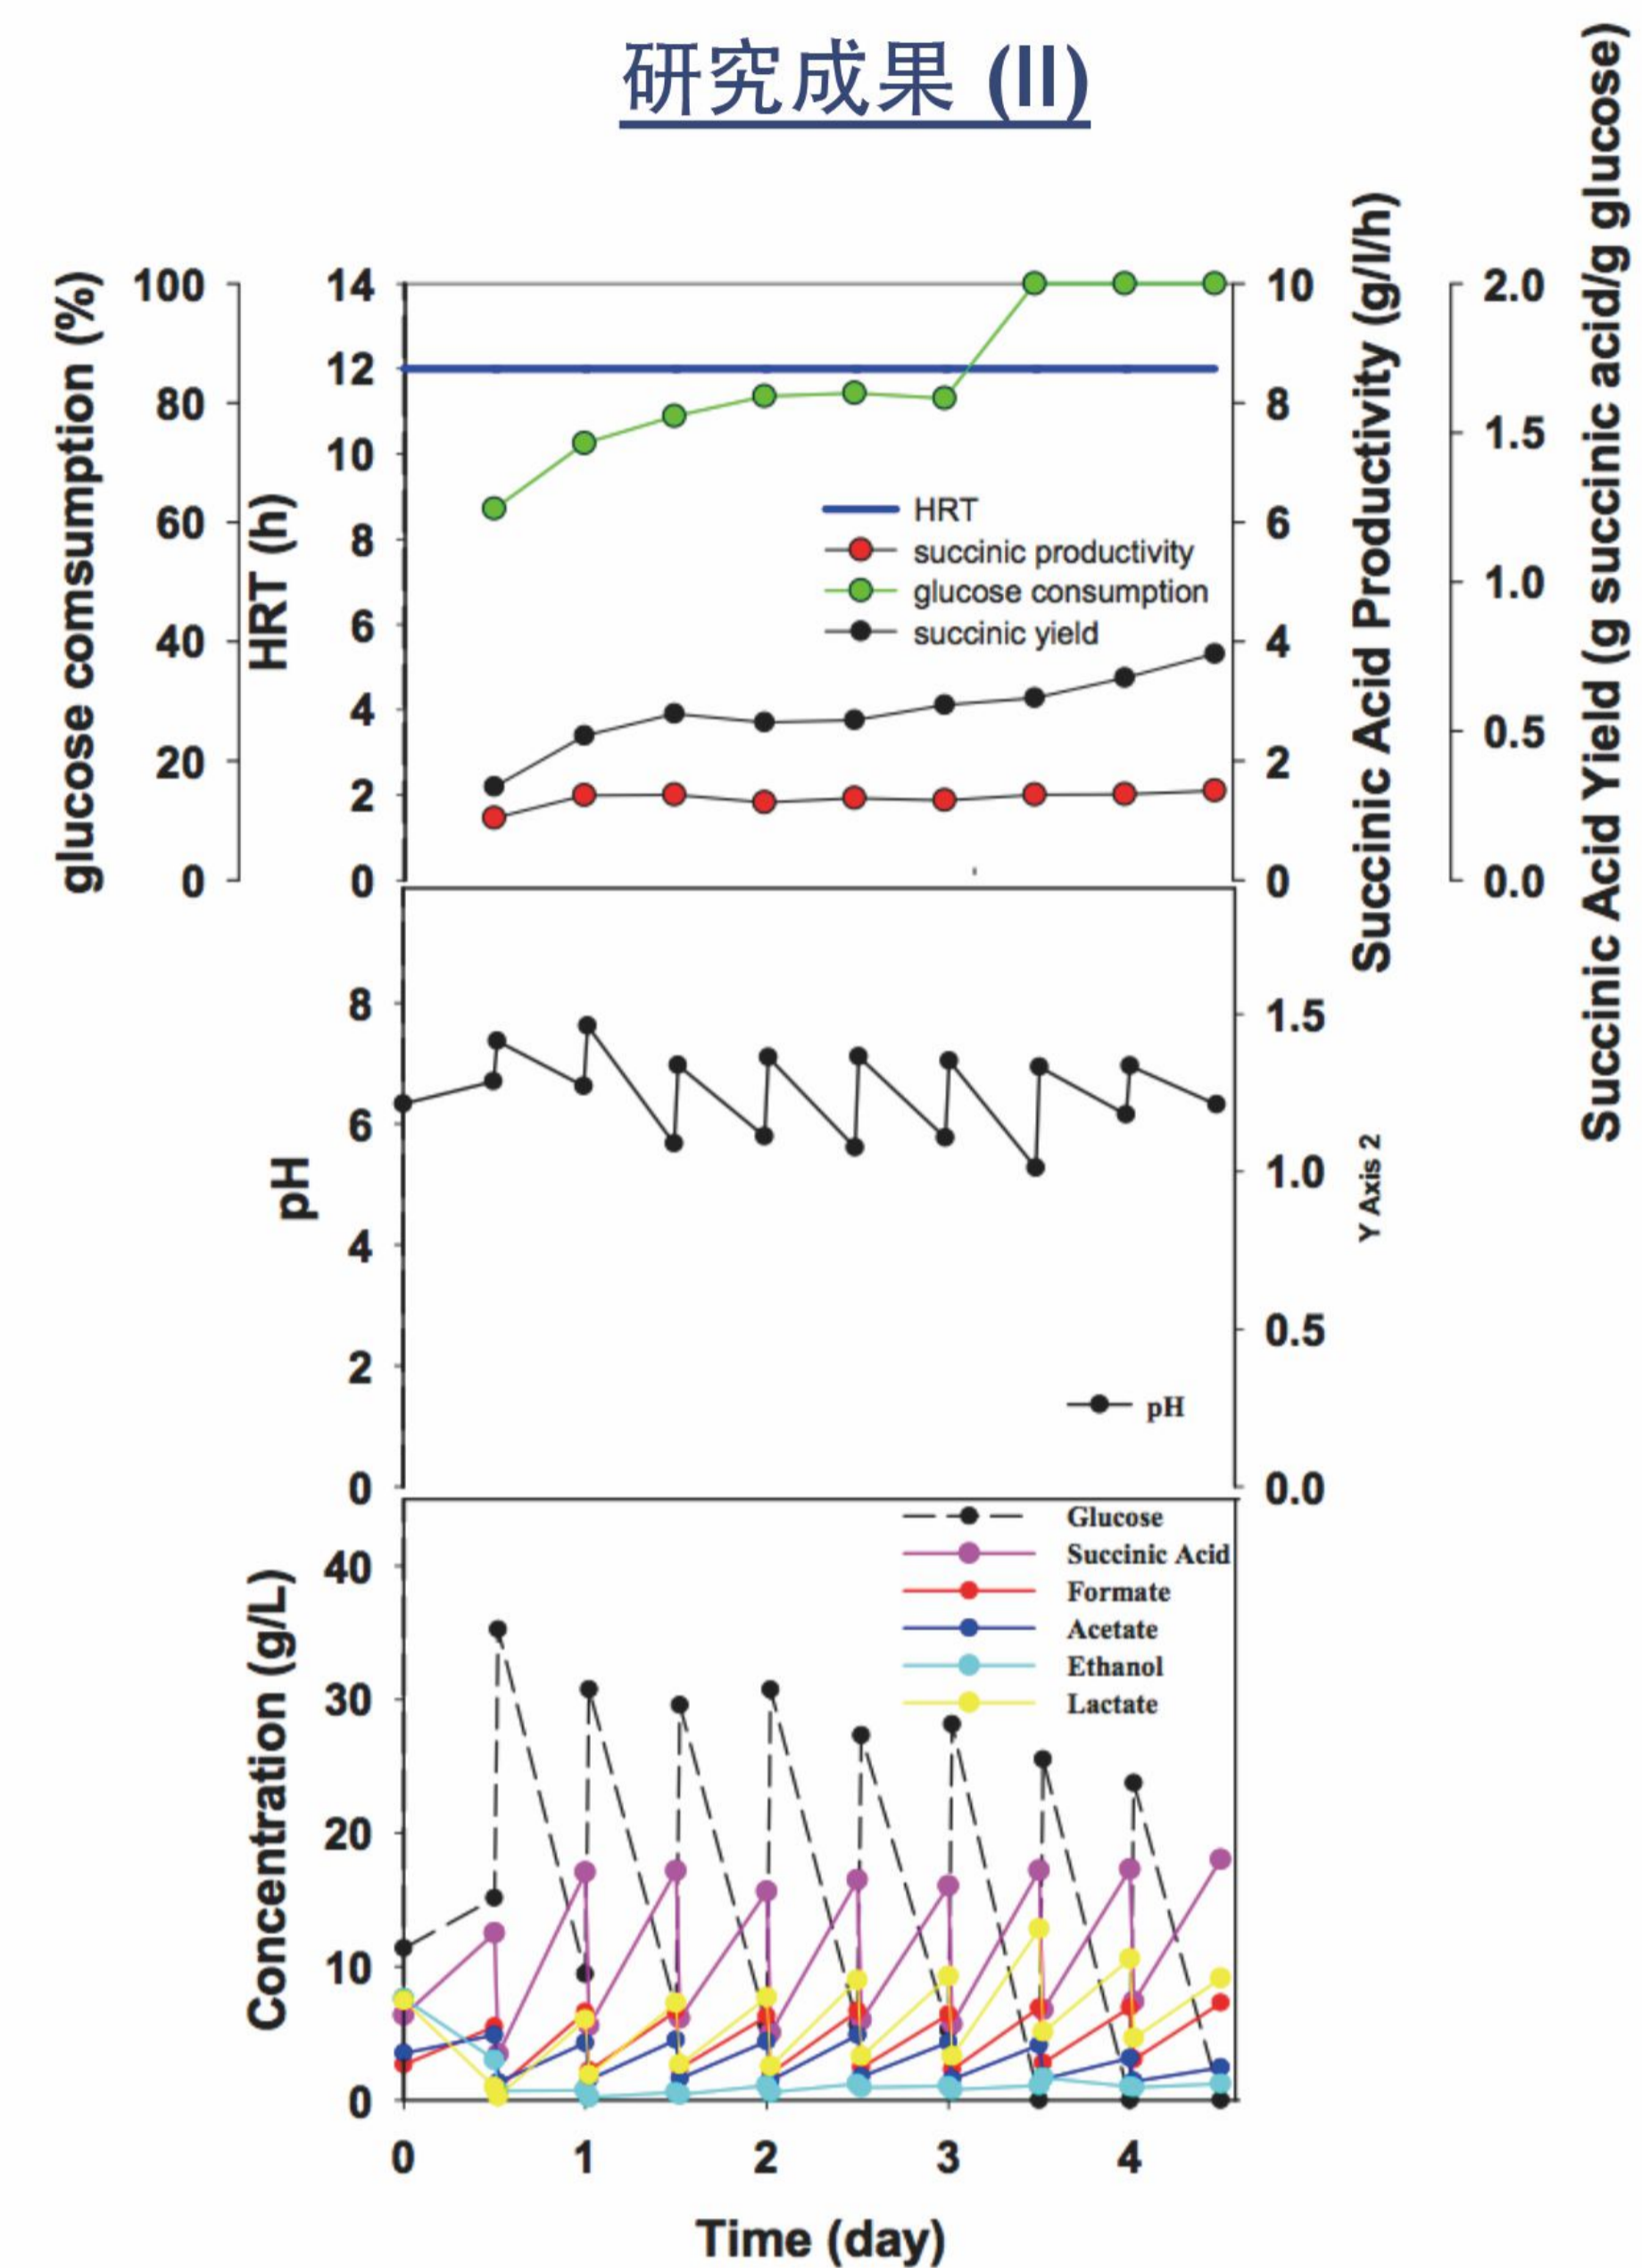 研究成果 (II)
glucose comsumption (%)
100
80
60
40
20
0
HRT (h)
14
12
10
8
6
4
2
0
HRT
succinic productivity
glucose consumption
succinic yield
10
8
6
4
2
0
Succinic Acid Productivity (g/l/h)
2.0
1.5
1.0
0.5
0.0
Succinic Acid Yield (g succinic acid/g glucose)
pH
8
6
4
2
0
pH
1.5
1.0
0.5
0.0
Y Axis 2
Concentration (g/L)
40
30
20
10
0
Glucose
Succinic Acid
Formate
Acetate
Ethanol
Lactate
0 1 2 3 4
Time (day)